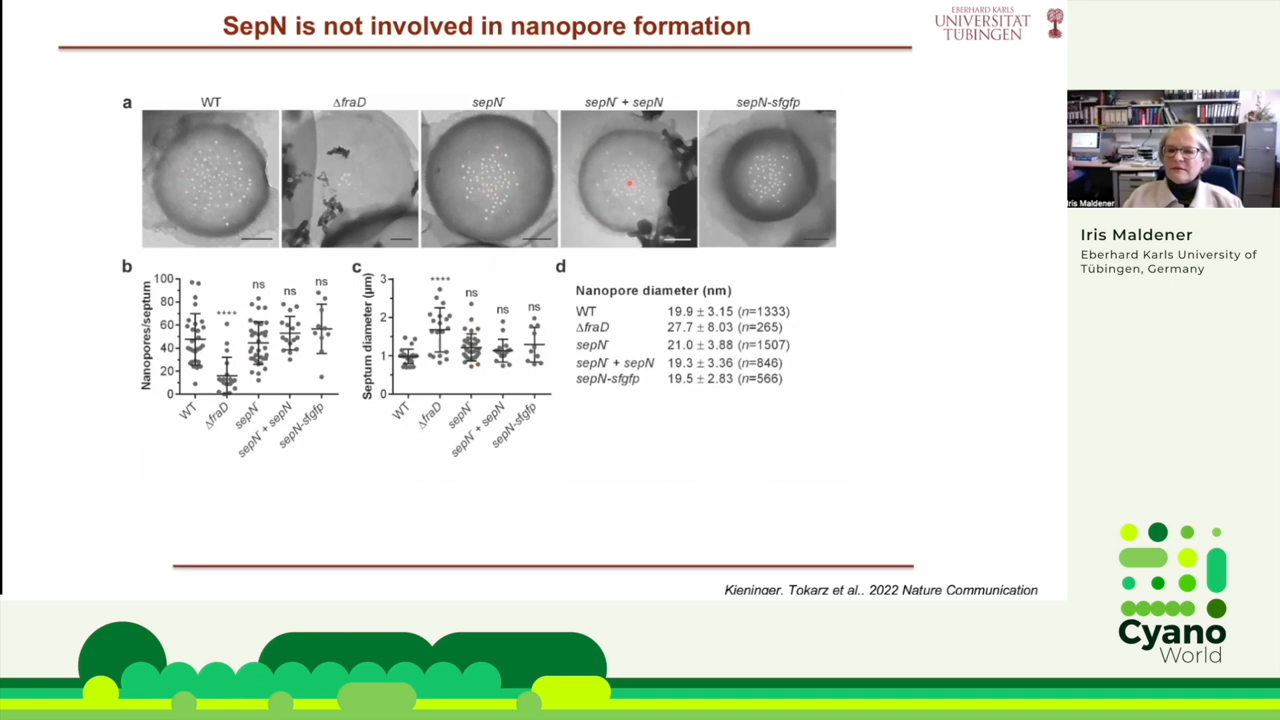 SepN is not involved in nanopore formation
EBERHARD KARLS
UNIVERSITÄT
TÜBINGEN
a
WT
ΔfraD
sepN⁻
sepN⁻ + sepN
sepN-sfgfp
b
Nanopores/septum
100
80
60
40
20
0
****
ns
ns
ns
WT
ΔfraD
sepN⁻
sepN⁻ + sepN
sepN-sfgfp
c
Septum diameter (µm)
3
2
1
0
****
ns
ns
ns
WT
ΔfraD
sepN⁻
sepN⁻ + sepN
sepN-sfgfp
d
Nanopore diameter (nm)
WT 19.9 ± 3.15 (n=1333)
ΔfraD 27.7 ± 8.03 (n=265)
sepN⁻ 21.0 ± 3.88 (n=1507)
sepN⁻ + sepN 19.3 ± 3.36 (n=846)
sepN-sfgfp 19.5 ± 2.83 (n=566)
Kieninger, Tokarz et al., 2022 Nature Communication
Iris Maldener
Iris Maldener
Eberhard Karls University of
Tübingen, Germany
Cyano
World